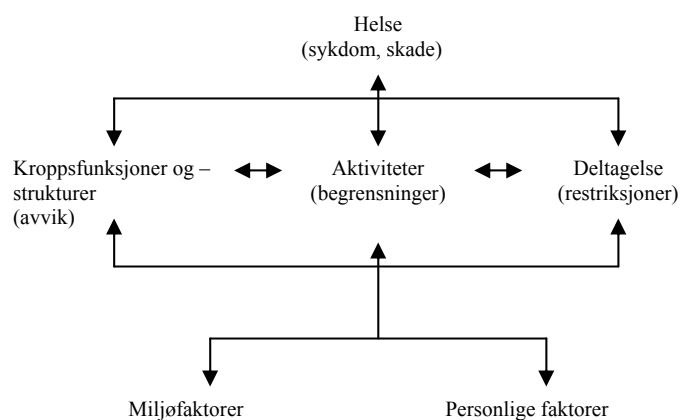 Helse
(sykdom, skade)
Kroppsfunksjoner og –
strukturer
(avvik)
Aktiviteter
(begrensninger)
Deltagelse
(restriksjoner)
Miljøfaktorer
Personlige faktorer